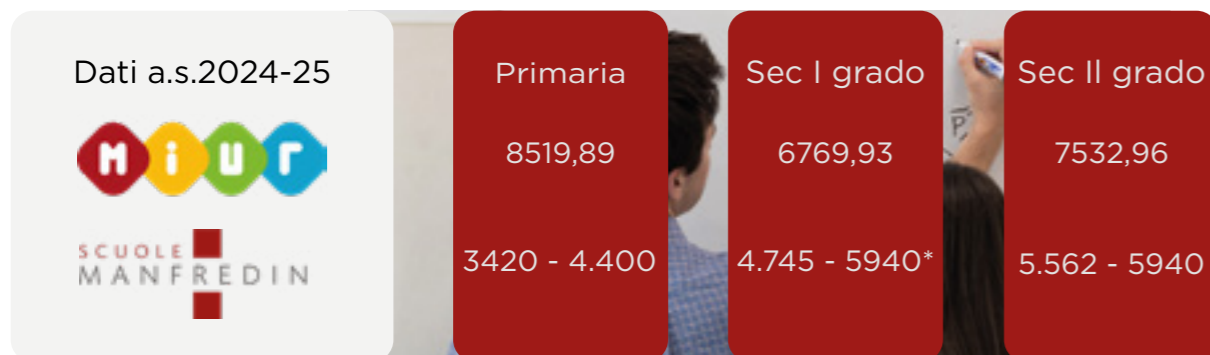 Dati a.s.2024-25 Primaria Sec I grado Sec II grado
MiUr 8519,89 6769,93 7532,96
SCUOLE
MANFREDIN 3420 - 4.400 4.745 - 5940* 5.562 - 5940